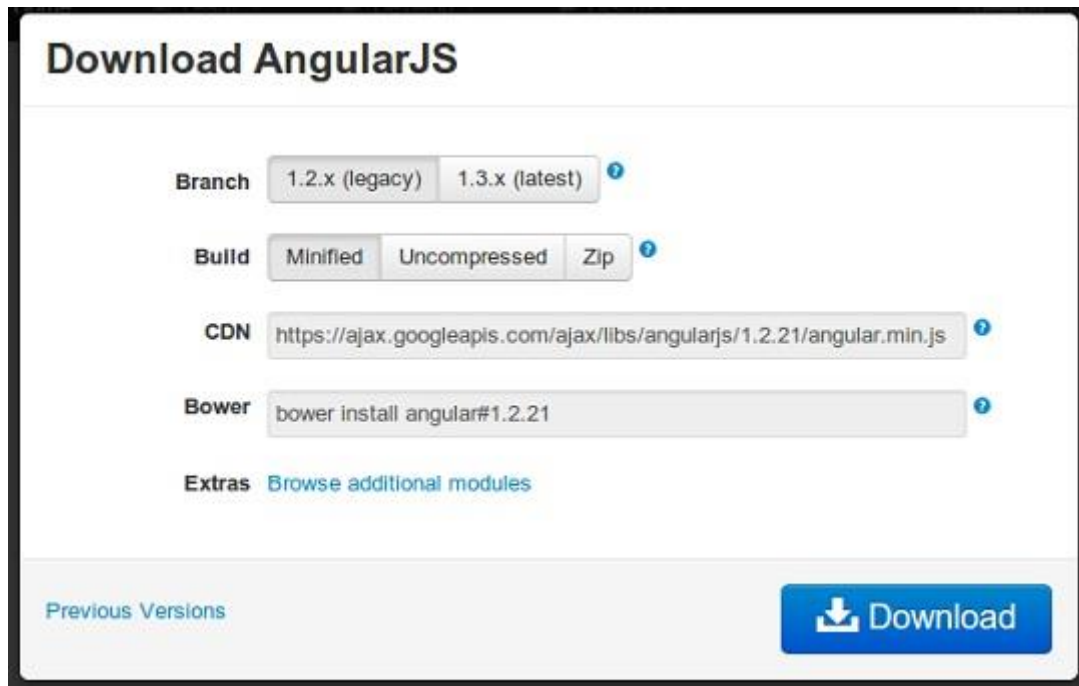 Download AngularJS
Branch 1.2.x (legacy) 1.3.x (latest) ?
Build Minified Uncompressed Zip ?
CDN https://ajax.googleapis.com/ajax/libs/angularjs/1.2.21/angular.min.js ?
Bower bower install angular#1.2.21 ?
Extras Browse additional modules
Previous Versions Download